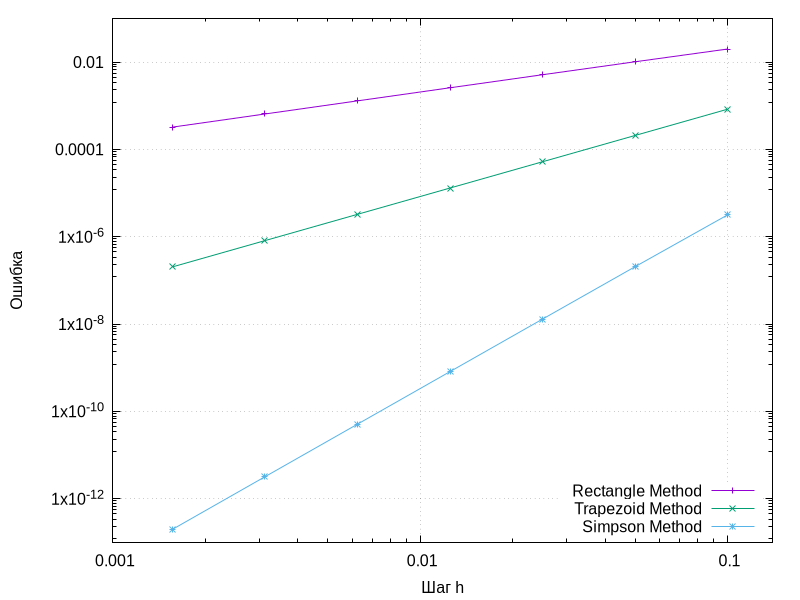 0.01
0.0001
1x10⁻⁶
1x10⁻⁸
1x10⁻¹⁰
1x10⁻¹²
0.001
0.01
0.1
Ошибка
Шаг h
Rectangle Method
Trapezoid Method
Simpson Method